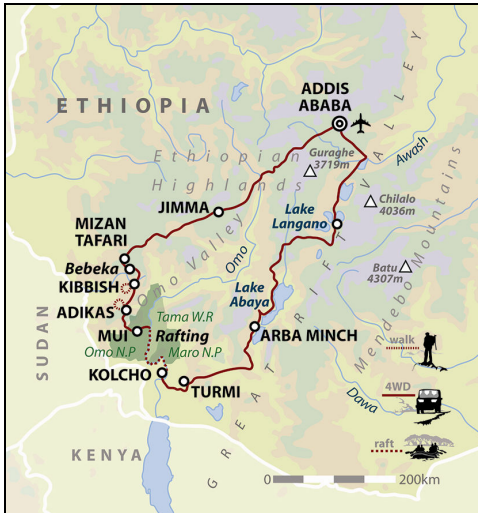 ADDIS
ABABA
ETHIOPIA
VALLEY
Awash
Guraghe
3719m
Ethiopian
Highlands
Chilalo
4036m
JIMMA
Lake
Langano
MIZAN
TAFARI
Omo Valley
Omo
Bebeka
Batu
4307m
KIBBISH
Lake
Abaya
Mendebo Mountains
ADIKAS
Tama W.R
RIFT
SUDAN
MUI
Rafting
ARBA MINCH
Omo N.P
Maro N.P
walk
KOLCHO
TURMI
4WD
Dawa
GREAT
KENYA
raft
0
200km